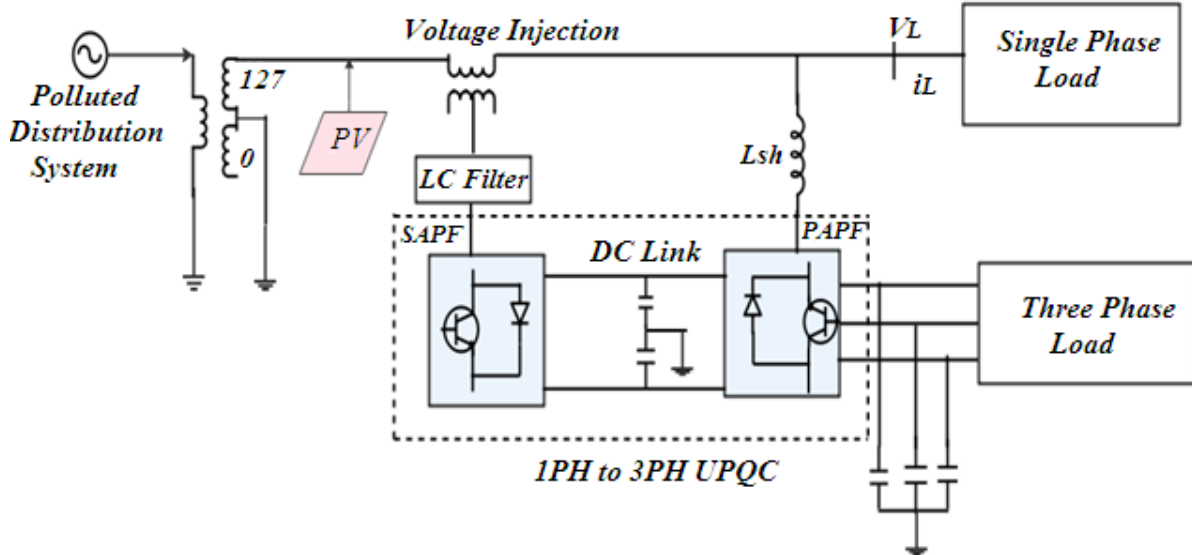 Voltage Injection
Polluted
Distribution
System
127
0
PV
LC Filter
VL
iL
Single Phase
Load
Lsh
SAPF
PAPF
DC Link
Three Phase
Load
1PH to 3PH UPQC